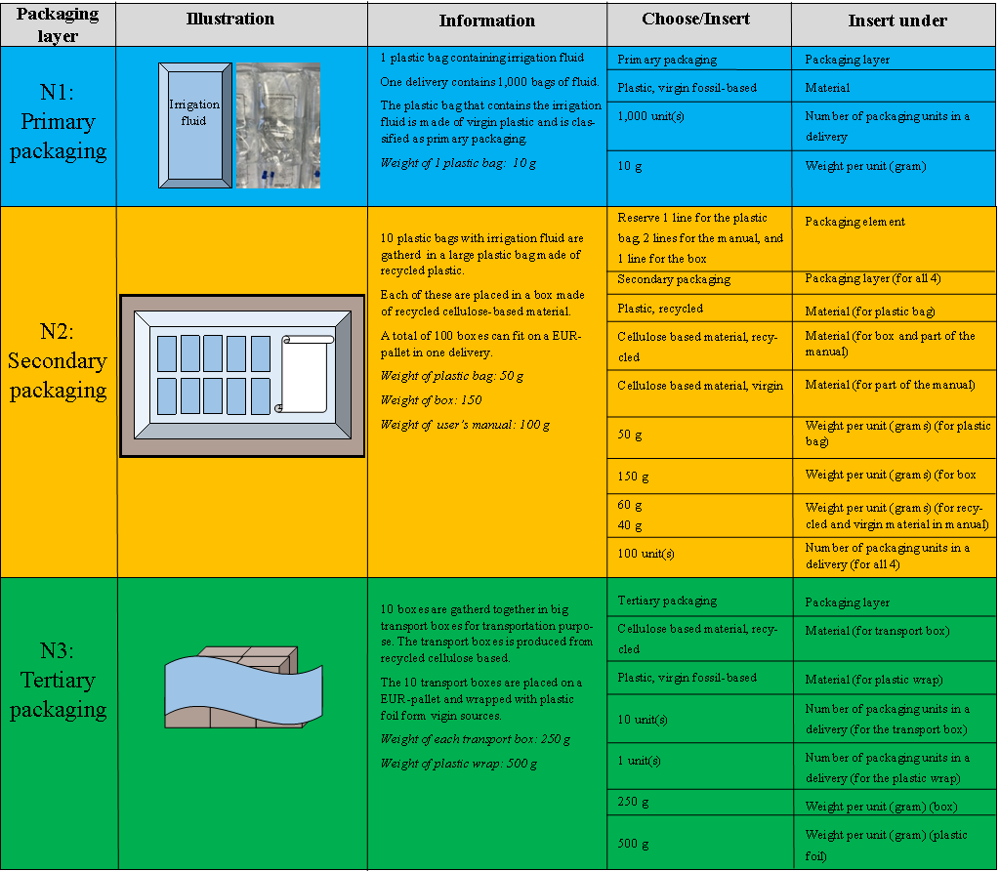 Packaging
layer
Illustration
Information
Choose/Insert
Insert under
N1:
Primary
packaging
Irrigation
fluid
1 plastic bag containing irrigation fluid
One delivery contains 1,000 bags of fluid.
The plastic bag that contains the irrigation
fluid is made of virgin plastic and is clas-
sified as primary packaging.
Weight of 1 plastic bag: 10 g
Primary packaging
Packaging layer
Plastic, virgin fossil-based
Material
1,000 unit(s)
Number of packaging units in a
delivery
10 g
Weight per unit (gram)
N2:
Secondary
packaging
10 plastic bags with irrigation fluid are
gatherd in a large plastic bag made of
recycled plastic.
Each of these are placed in a box made
of recycled cellulose-based material.
A total of 100 boxes can fit on a EUR-
pallet in one delivery.
Weight of plastic bag: 50 g
Weight of box: 150
Weight of user's manual: 100 g
Reserve 1 line for the plastic
bag, 2 lines for the manual, and
1 line for the box
Packaging element
Secondary packaging
Packaging layer (for all 4)
Plastic, recycled
Material (for plastic bag)
Cellulose based material, recy-
cled
Material (for box and part of the
manual)
Cellulose based material, virgin
Material (for part of the manual)
50 g
Weight per unit (grams) (for plastic
bag)
150 g
Weight per unit (grams) (for box
60 g
40 g
Weight per unit (grams) (for recy-
cled and virgin material in manual)
100 unit(s)
Number of packaging units in a
delivery (for all 4)
N3:
Tertiary
packaging
10 boxes are gatherd together in big
transport boxes for transportation purpo-
se. The transport boxes is produced from
recycled cellulose based.
The 10 transport boxes are placed on a
EUR-pallet and wrapped with plastic
foil form vigin sources.
Weight of each transport box: 250 g
Weight of plastic wrap: 500 g
Tertiary packaging
Packaging layer
Cellulose based material, recy-
cled
Material (for transport box)
Plastic, virgin fossil-based
Material (for plastic wrap)
10 unit(s)
Number of packaging units in a
delivery (for the transport box)
1 unit(s)
Number of packaging units in a
delivery (for the plastic wrap)
250 g
Weight per unit (gram) (box)
500 g
Weight per unit (gram) (plastic
foil)